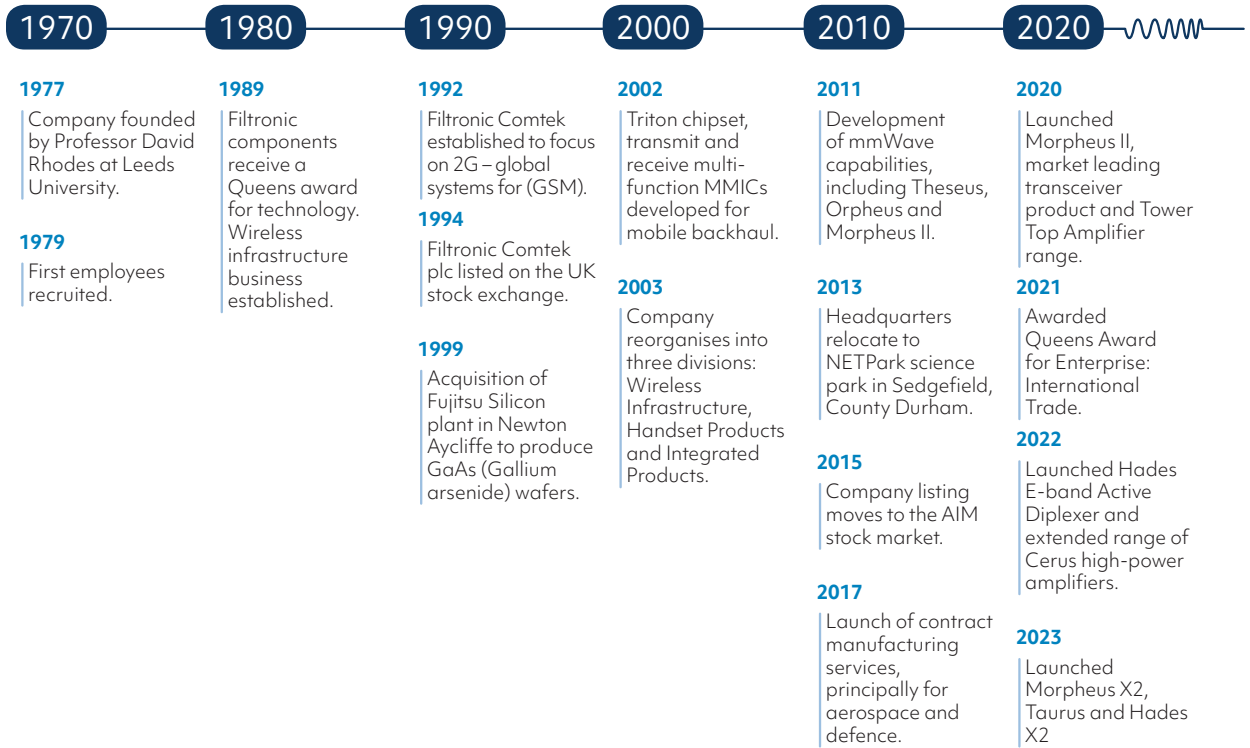 1970
1980
1990
2000
2010
2020
1977
Company founded
by Professor David
Rhodes at Leeds
University.
1979
First employees
recruited.
1989
Filtronic
components
receive a
Queens award
for technology.
Wireless
infrastructure
business
established.
1992
Filtronic Comtek
established to focus
on 2G – global
systems for (GSM).
1994
Filtronic Comtek
plc listed on the UK
stock exchange.
1999
Acquisition of
Fujitsu Silicon
plant in Newton
Aycliffe to produce
GaAs (Gallium
arsenide) wafers.
2002
Triton chipset,
transmit and
receive multi-
function MMICs
developed for
mobile backhaul.
2003
Company
reorganises into
three divisions:
Wireless
Infrastructure,
Handset Products
and Integrated
Products.
2011
Development
of mmWave
capabilities,
including Theseus,
Orpheus and
Morpheus II.
2013
Headquarters
relocate to
NETPark science
park in Sedgefield,
County Durham.
2015
Company listing
moves to the AIM
stock market.
2017
Launch of contract
manufacturing
services,
principally for
aerospace and
defence.
2020
Launched
Morpheus II,
market leading
transceiver
product and Tower
Top Amplifier
range.
2021
Awarded
Queens Award
for Enterprise:
International
Trade.
2022
Launched Hades
E-band Active
Diplexer and
extended range of
Cerus high-power
amplifiers.
2023
Launched
Morpheus X2,
Taurus and Hades
X2